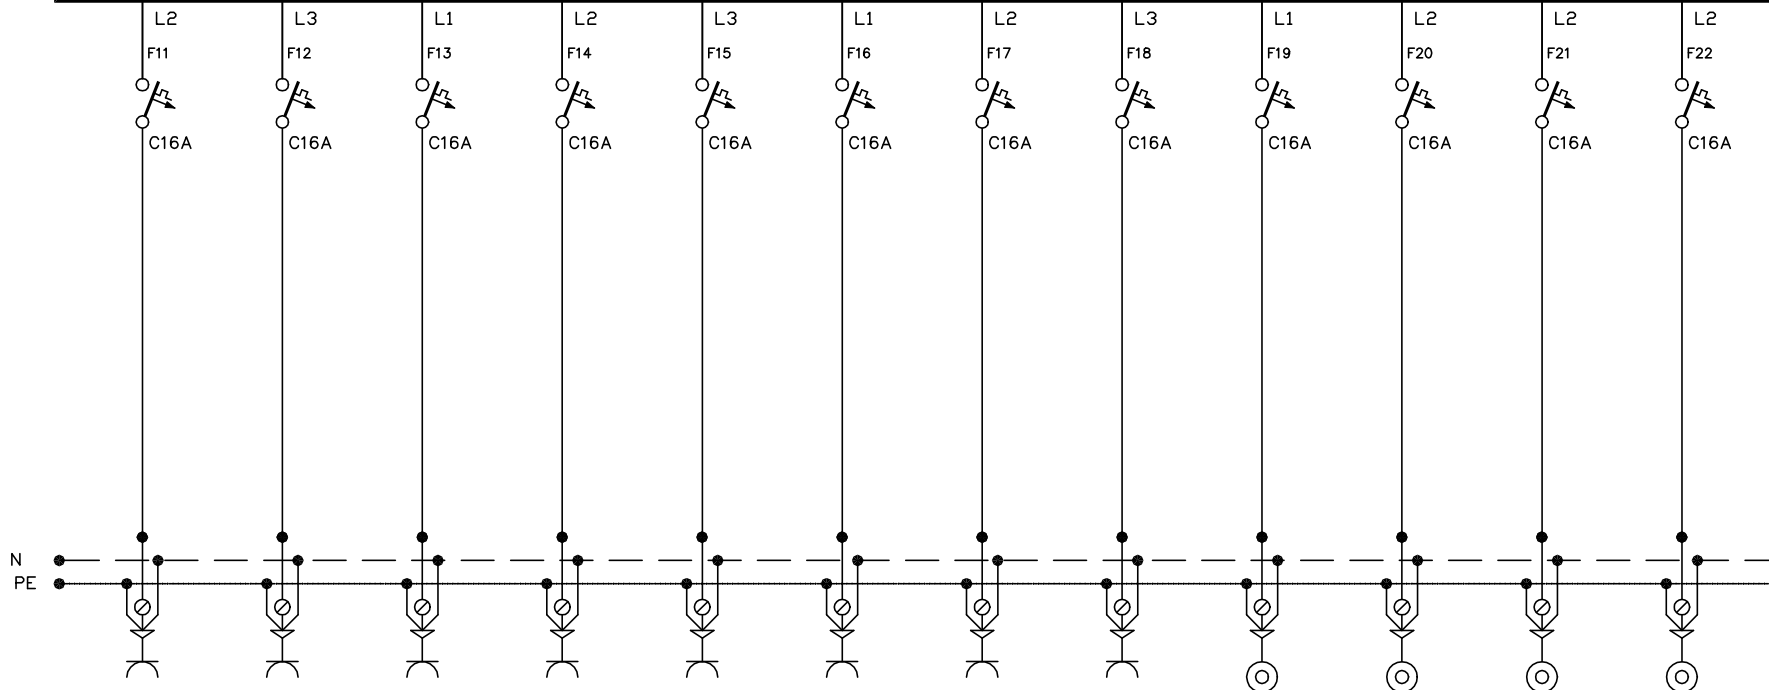 L2 L3 L1 L2 L3 L1 L2 L3 L1 L2 L2 L2
F11 F12 F13 F14 F15 F16 F17 F18 F19 F20 F21 F22
C16A C16A C16A C16A C16A C16A C16A C16A C16A C16A C16A C16A
N
PE